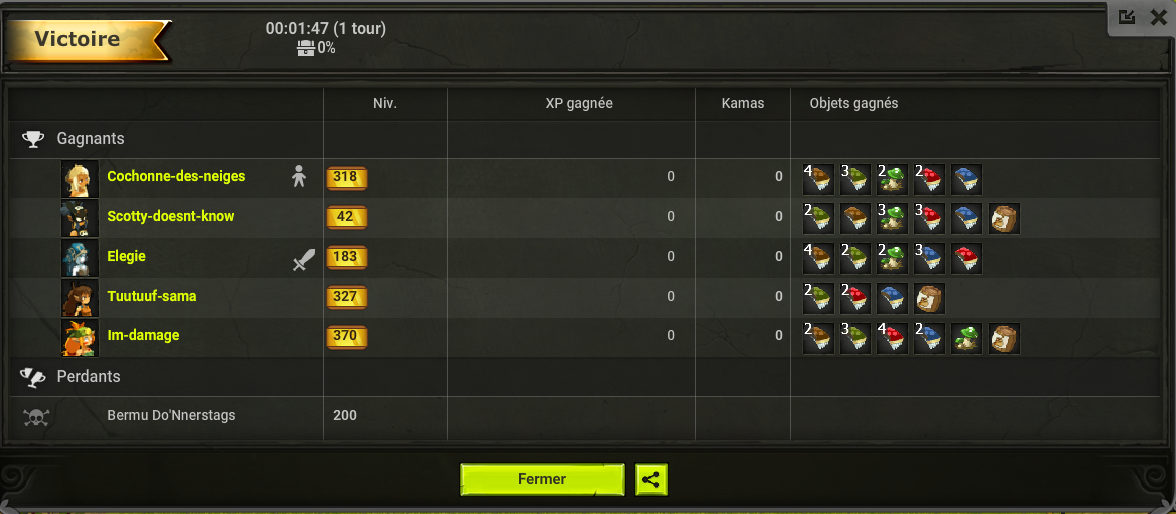 Victoire
00:01:47 (1 tour)
0%
Niv. XP gagnée Kamas Objets gagnés
Gagnants
Cochonne-des-neiges 318 0 0 4 3 2 2
Scotty-doesnt-know 42 0 0 2 3 3
Elegie 183 0 0 4 2 2 3
Tuutuuf-sama 327 0 0 2 2
Im-damage 370 0 0 2 3 4 2
Perdants
Bermu Do'Nnerstags 200
Fermer